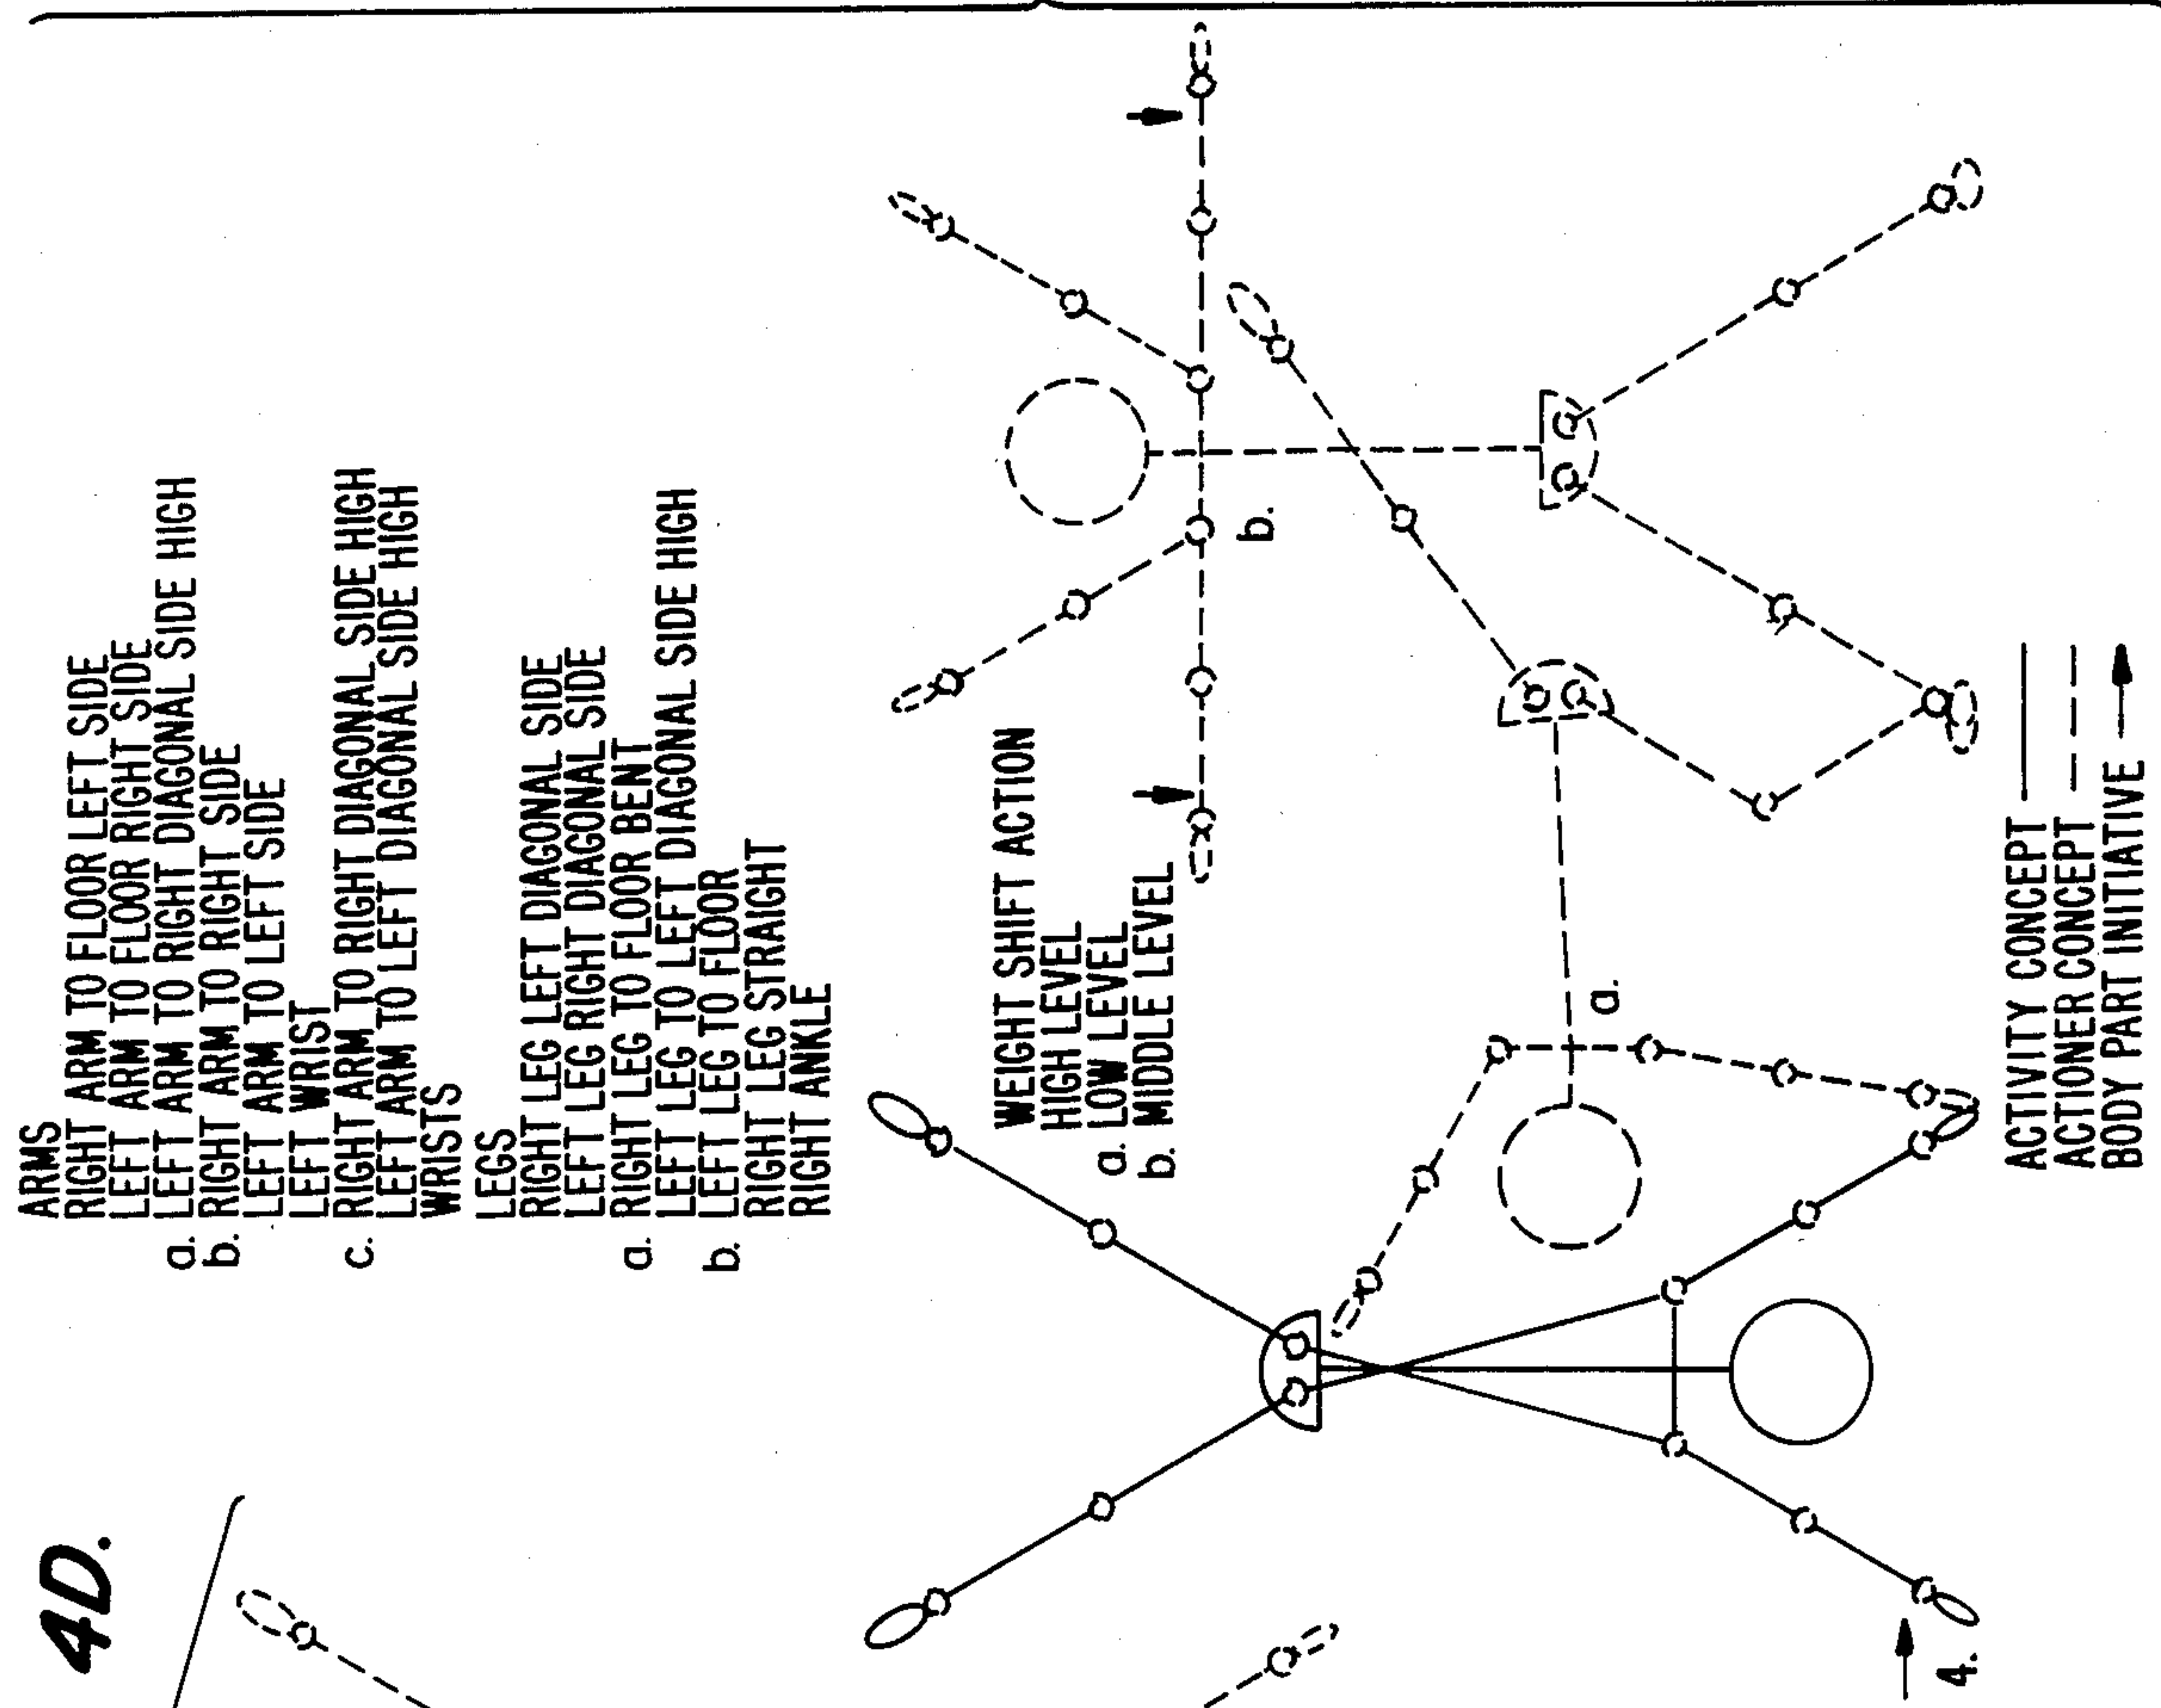 4D.
ARMS
RIGHT ARM TO FLOOR LEFT SIDE
LEFT ARM TO FLOOR RIGHT SIDE
a. LEFT ARM TO RIGHT DIAGONAL SIDE HIGH
b. RIGHT ARM TO RIGHT SIDE
LEFT ARM TO LEFT SIDE
LEFT WRIST
c. RIGHT ARM TO RIGHT DIAGONAL SIDE HIGH
LEFT ARM TO LEFT DIAGONAL SIDE HIGH
WRISTS
LEGS
RIGHT LEG LEFT DIAGONAL SIDE
LEFT LEG RIGHT DIAGONAL SIDE
a. RIGHT LEG TO FLOOR BENT
LEFT LEG TO LEFT DIAGONAL SIDE HIGH
b. LEFT LEG TO FLOOR
RIGHT LEG STRAIGHT
RIGHT ANKLE
WEIGHT SHIFT ACTION
HIGH LEVEL
a. LOW LEVEL
b. MIDDLE LEVEL
b.
a.
4.
ACTIVITY CONCEPT
ACTIONER CONCEPT
BODY PART INITIATIVE